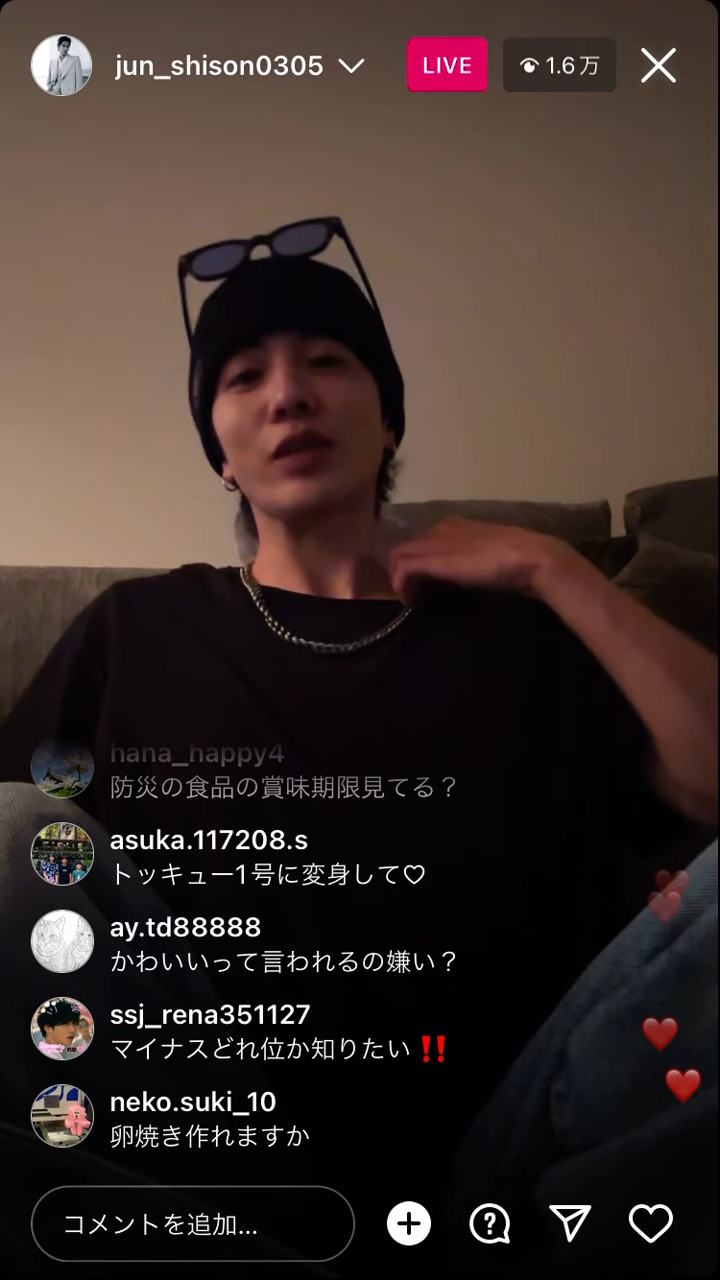 jun_shison0305
LIVE
1.6万
hana_happy4
防災の食品の賞味期限見てる？
asuka.117208.s
トッキュー1号に変身して♡
ay.td88888
かわいいって言われるの嫌い？
ssj_rena351127
マイナスどれ位か知りたい‼️
neko.suki_10
卵焼き作れますか
コメントを追加...